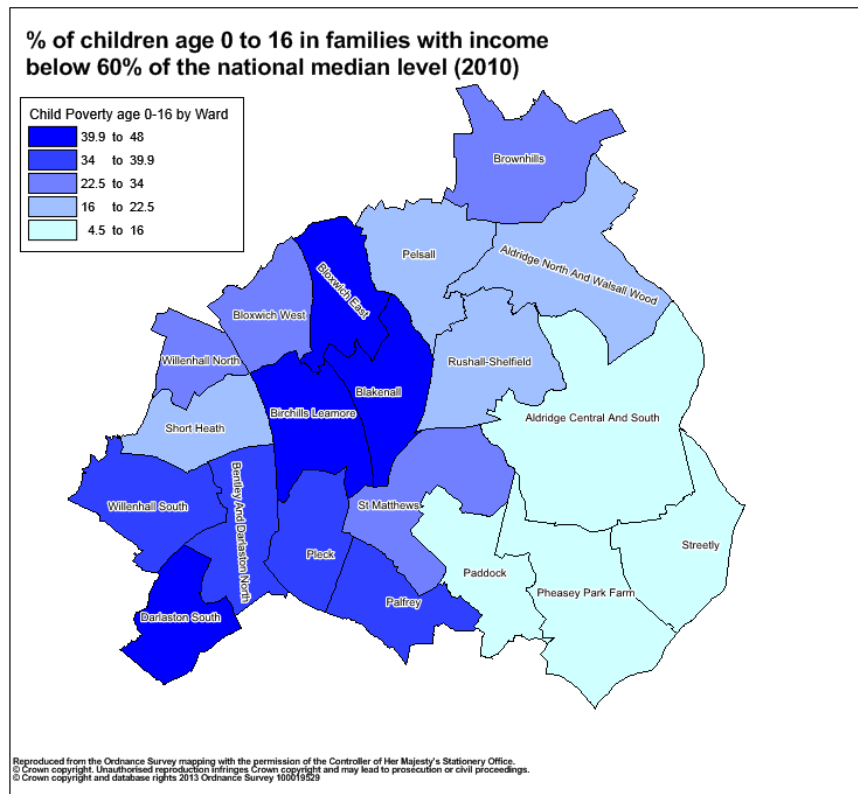 % of children age 0 to 16 in families with income
below 60% of the national median level (2010)
Child Poverty age 0-16 by Ward
39.9 to 48
34 to 39.9
22.5 to 34
16 to 22.5
4.5 to 16
Brownhills
Pelsall
Aldridge North And Walsall Wood
Bloxwich East
Bloxwich West
Willenhall North
Rushall-Shelfield
Blakenall
Birchills Leamore
Aldridge Central And South
Short Heath
Willenhall South
Bentley And Darlaston North
St Matthews
Pleck
Streetly
Paddock
Pheasey Park Farm
Palfrey
Darlaston South
Reproduced from the Ordnance Survey mapping with the permission of the Controller of Her Majesty's Stationery Office.
© Crown copyright. Unauthorised reproduction infringes Crown copyright and may lead to prosecution or civil proceedings.
© Crown copyright and database rights 2013 Ordnance Survey 100019529